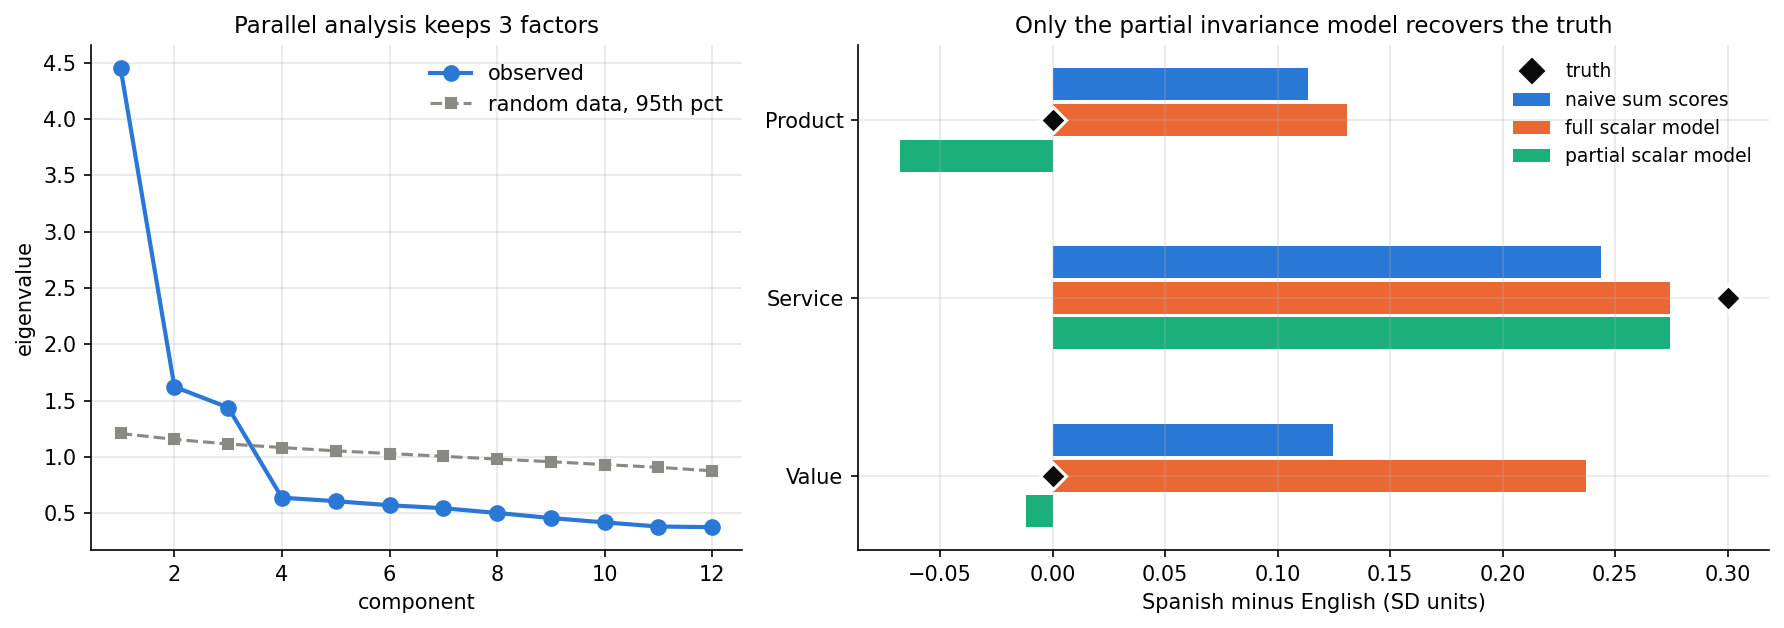 Parallel analysis keeps 3 factors
eigenvalue
4.5
4.0
3.5
3.0
2.5
2.0
1.5
1.0
0.5
observed
random data, 95th pct
2 4 6 8 10 12
component
Only the partial invariance model recovers the truth
Product
Service
Value
truth
naive sum scores
full scalar model
partial scalar model
−0.05 0.00 0.05 0.10 0.15 0.20 0.25 0.30
Spanish minus English (SD units)